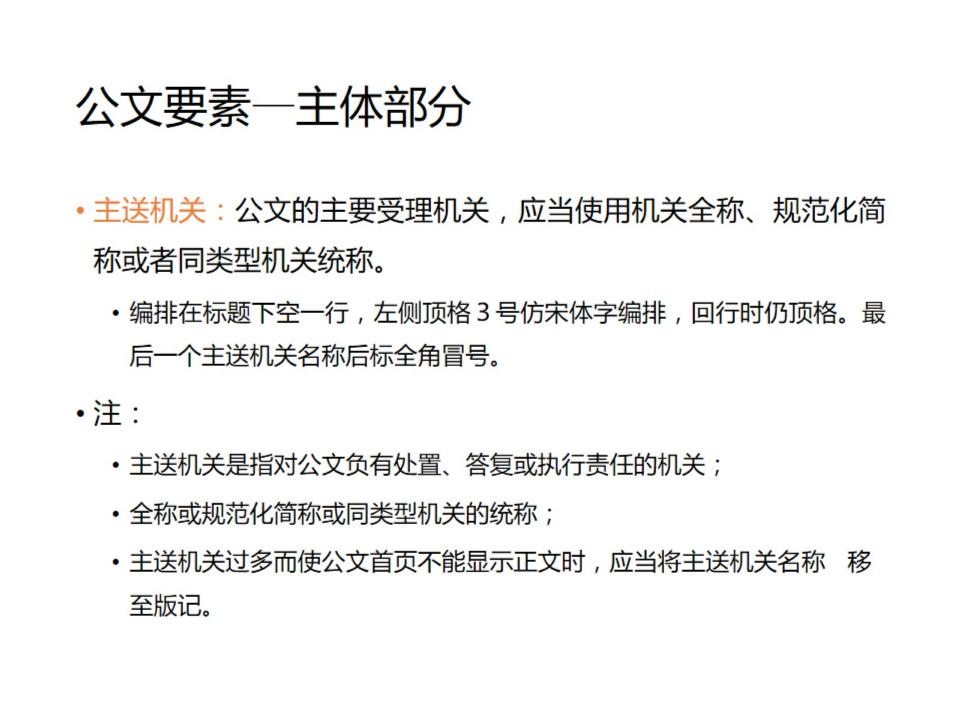 公文要素—主体部分
• 主送机关：公文的主要受理机关，应当使用机关全称、规范化简
称或者同类型机关统称。
• 编排在标题下空一行，左侧顶格3号仿宋体字编排，回行时仍顶格。最
后一个主送机关名称后标全角冒号。
• 注：
• 主送机关是指对公文负有处置、答复或执行责任的机关；
• 全称或规范化简称或同类型机关的统称；
• 主送机关过多而使公文首页不能显示正文时，应当将主送机关名称　移
至版记。